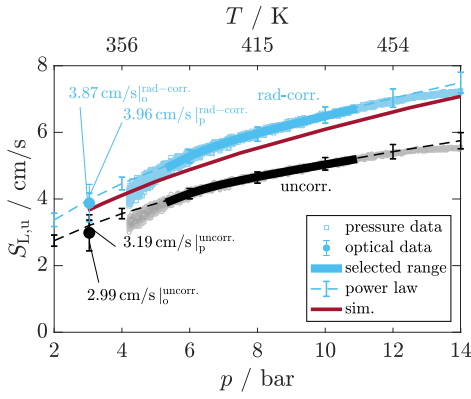 T / K
356 415 454
8
6
4
2
0
S_L,u / cm/s
3.87 cm/s|_o^rad−corr.
3.96 cm/s|_p^rad−corr.
rad-corr.
uncorr.
3.19 cm/s|_p^uncorr.
2.99 cm/s|_o^uncorr.
pressure data
optical data
selected range
power law
sim.
2 4 6 8 10 12 14
p / bar